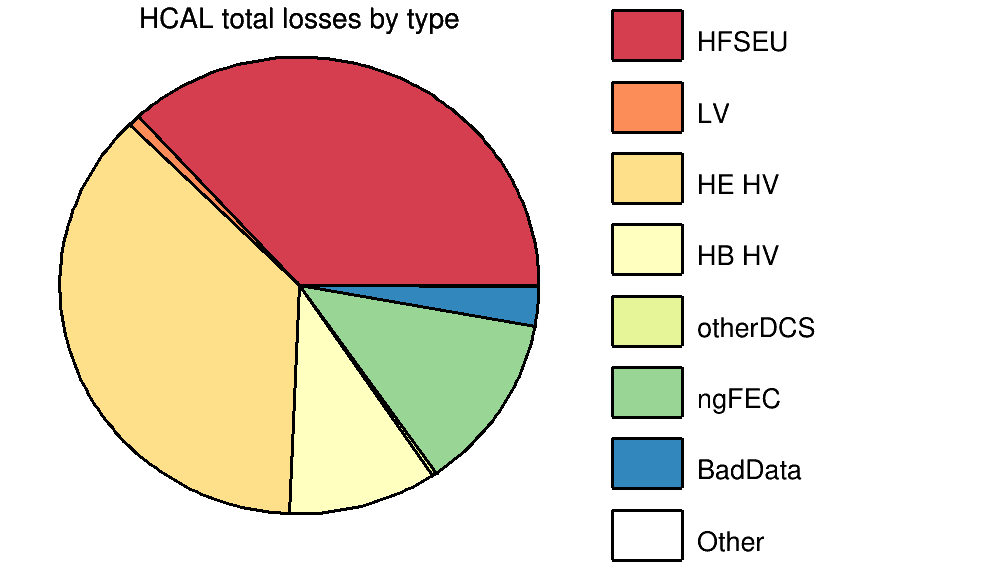 HCAL total losses by type
HFSEU
LV
HE HV
HB HV
otherDCS
ngFEC
BadData
Other